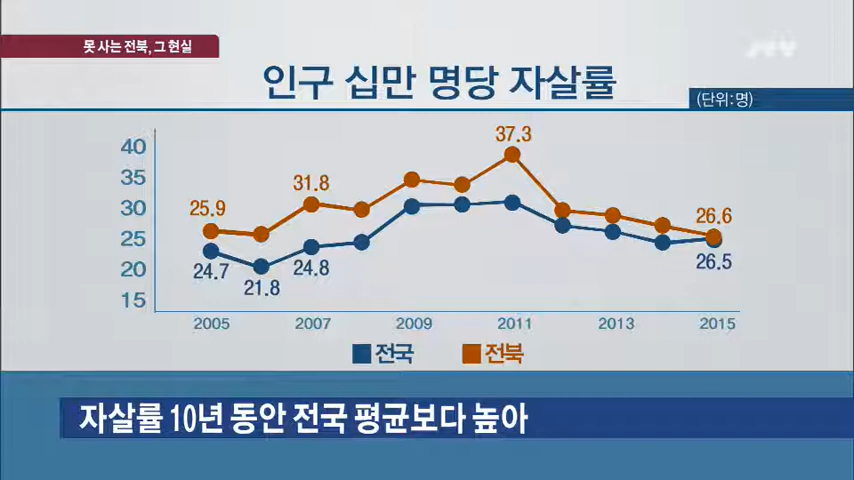 못 사는 전북, 그 현실
JTV
인구 십만 명당 자살률
(단위:명)
40
35
30
25
20
15
25.9
31.8
37.3
26.6
24.7
21.8
24.8
26.5
2005
2007
2009
2011
2013
2015
전국
전북
자살률 10년 동안 전국 평균보다 높아